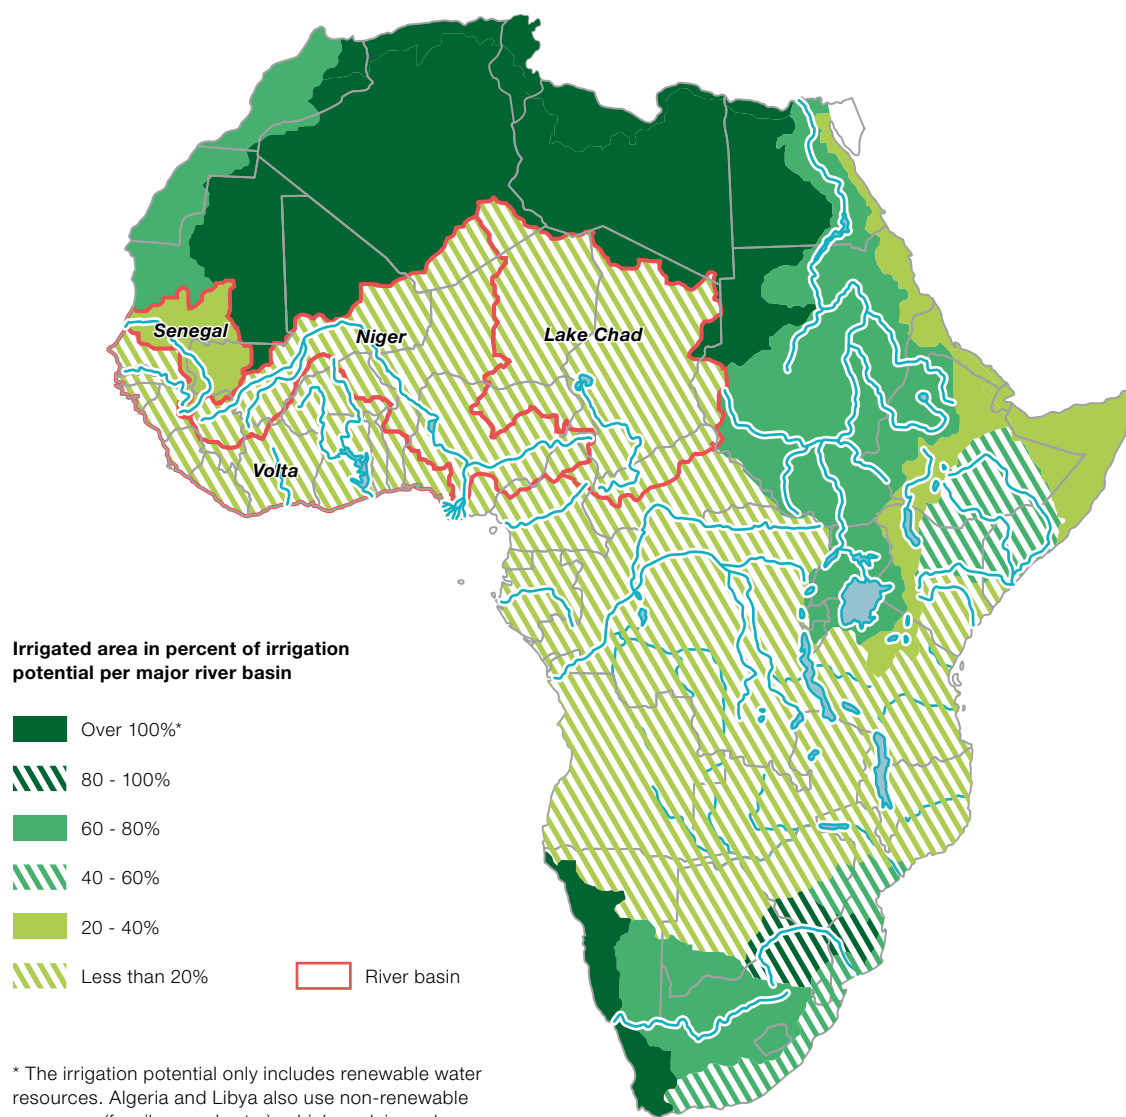 Senegal
Niger
Lake Chad
Volta
Irrigated area in percent of irrigation
potential per major river basin
Over 100%*
80 - 100%
60 - 80%
40 - 60%
20 - 40%
Less than 20%
River basin
* The irrigation potential only includes renewable water
resources. Algeria and Libya also use non-renewable